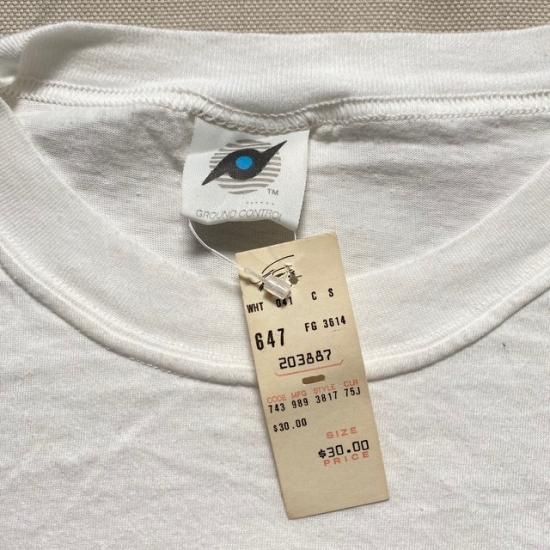 TM
GROUND CONTROL
WHT 041 C S
647 FG 3614
203887
CODE MFG STYLE CLR
743 989 3817 75J
$30.00
SIZE
$30.00
PRICE